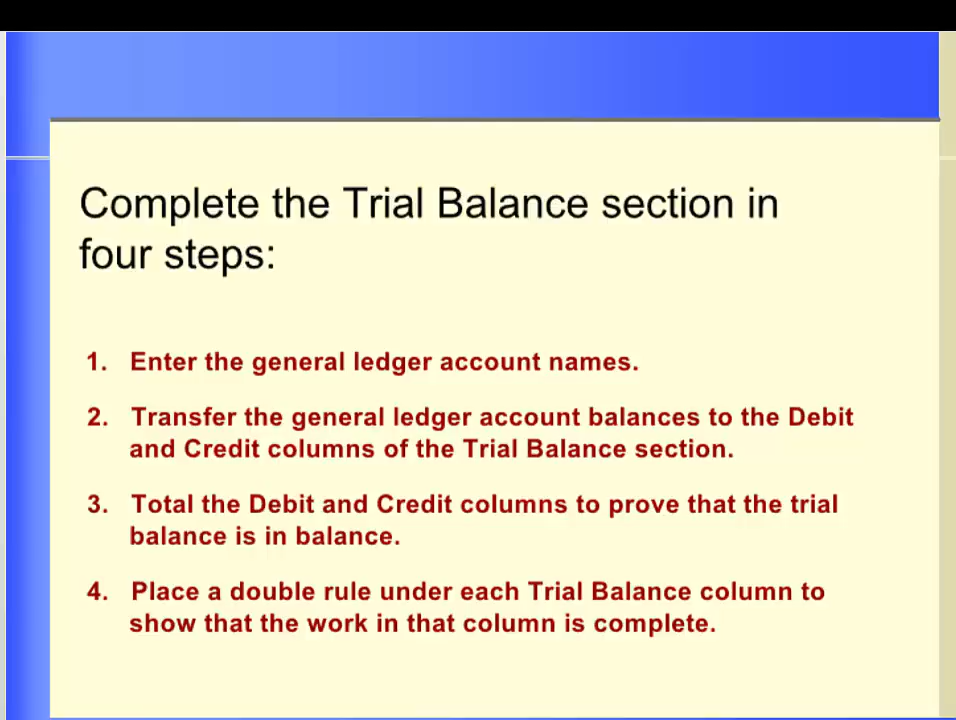 Complete the Trial Balance section in
four steps:
1. Enter the general ledger account names.
2. Transfer the general ledger account balances to the Debit
and Credit columns of the Trial Balance section.
3. Total the Debit and Credit columns to prove that the trial
balance is in balance.
4. Place a double rule under each Trial Balance column to
show that the work in that column is complete.